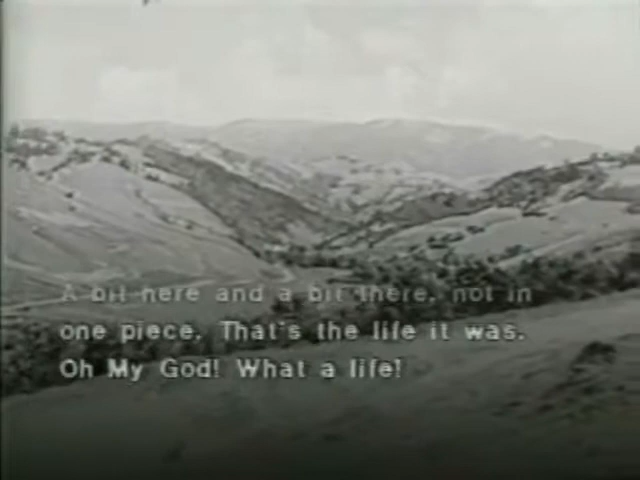 A bit here and a bit there, not in
one piece. That's the life it was.
Oh My God! What a life!